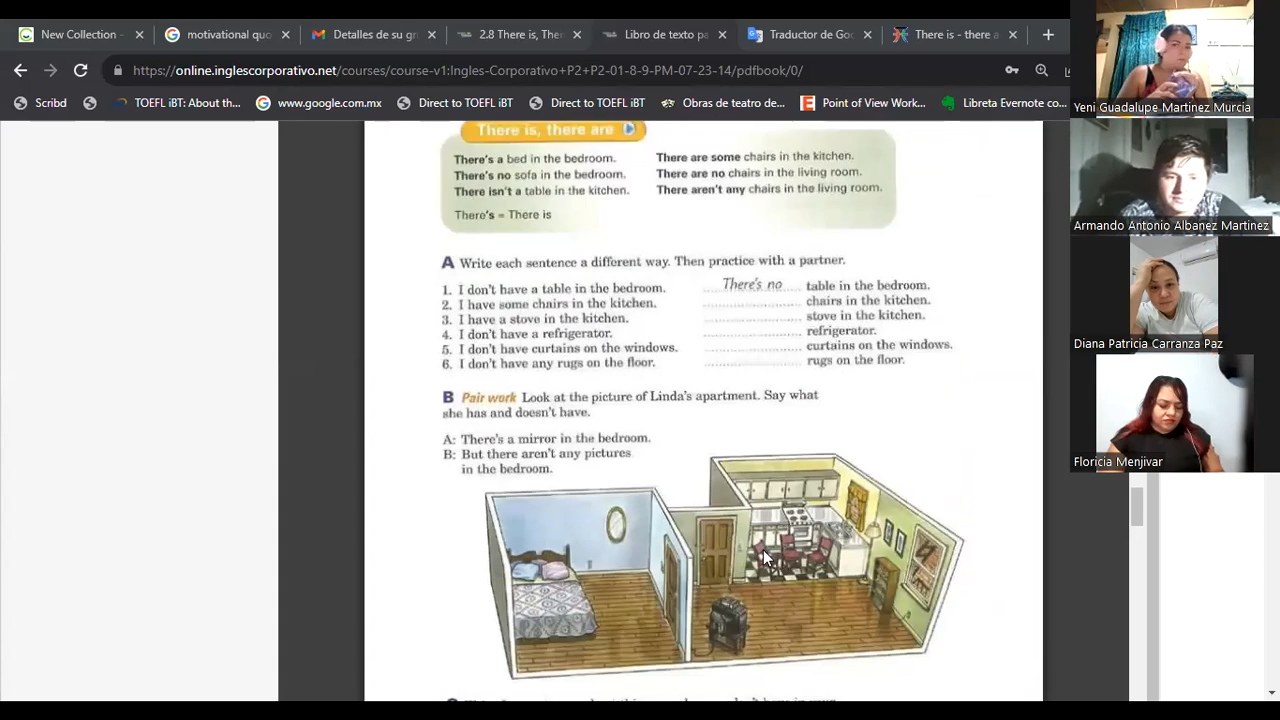 New Collection -
motivational quo
Detalles de su gr
There is, The
Libro de texto pa
Traductor de Goo
There is - there a
https://online.inglescorporativo.net/courses/course-v1:Ingles+Corporativo+P2+P2-01-8-9-PM-07-23-14/pdfbook/0/
Scribd
TOEFL iBT: About th...
www.google.com.mx
Direct to TOEFL iBT
Direct to TOEFL iBT
Obras de teatro de...
Point of View Work...
Libreta Evernote co...
There is, there are
There's a bed in the bedroom.
There's no sofa in the bedroom.
There isn't a table in the kitchen.
There's = There is
There are some chairs in the kitchen.
There are no chairs in the living room.
There aren't any chairs in the living room.
A Write each sentence a different way. Then practice with a partner.
1. I don't have a table in the bedroom. There's no table in the bedroom.
2. I have some chairs in the kitchen. chairs in the kitchen.
3. I have a stove in the kitchen. stove in the kitchen.
4. I don't have a refrigerator. refrigerator.
5. I don't have curtains on the windows. curtains on the windows.
6. I don't have any rugs on the floor. rugs on the floor.
B Pair work Look at the picture of Linda's apartment. Say what
she has and doesn't have.
A: There's a mirror in the bedroom.
B: But there aren't any pictures
in the bedroom.
Yeni Guadalupe Martinez Murcia
Armando Antonio Albanez Martinez
Diana Patricia Carranza Paz
Floricia Menjivar